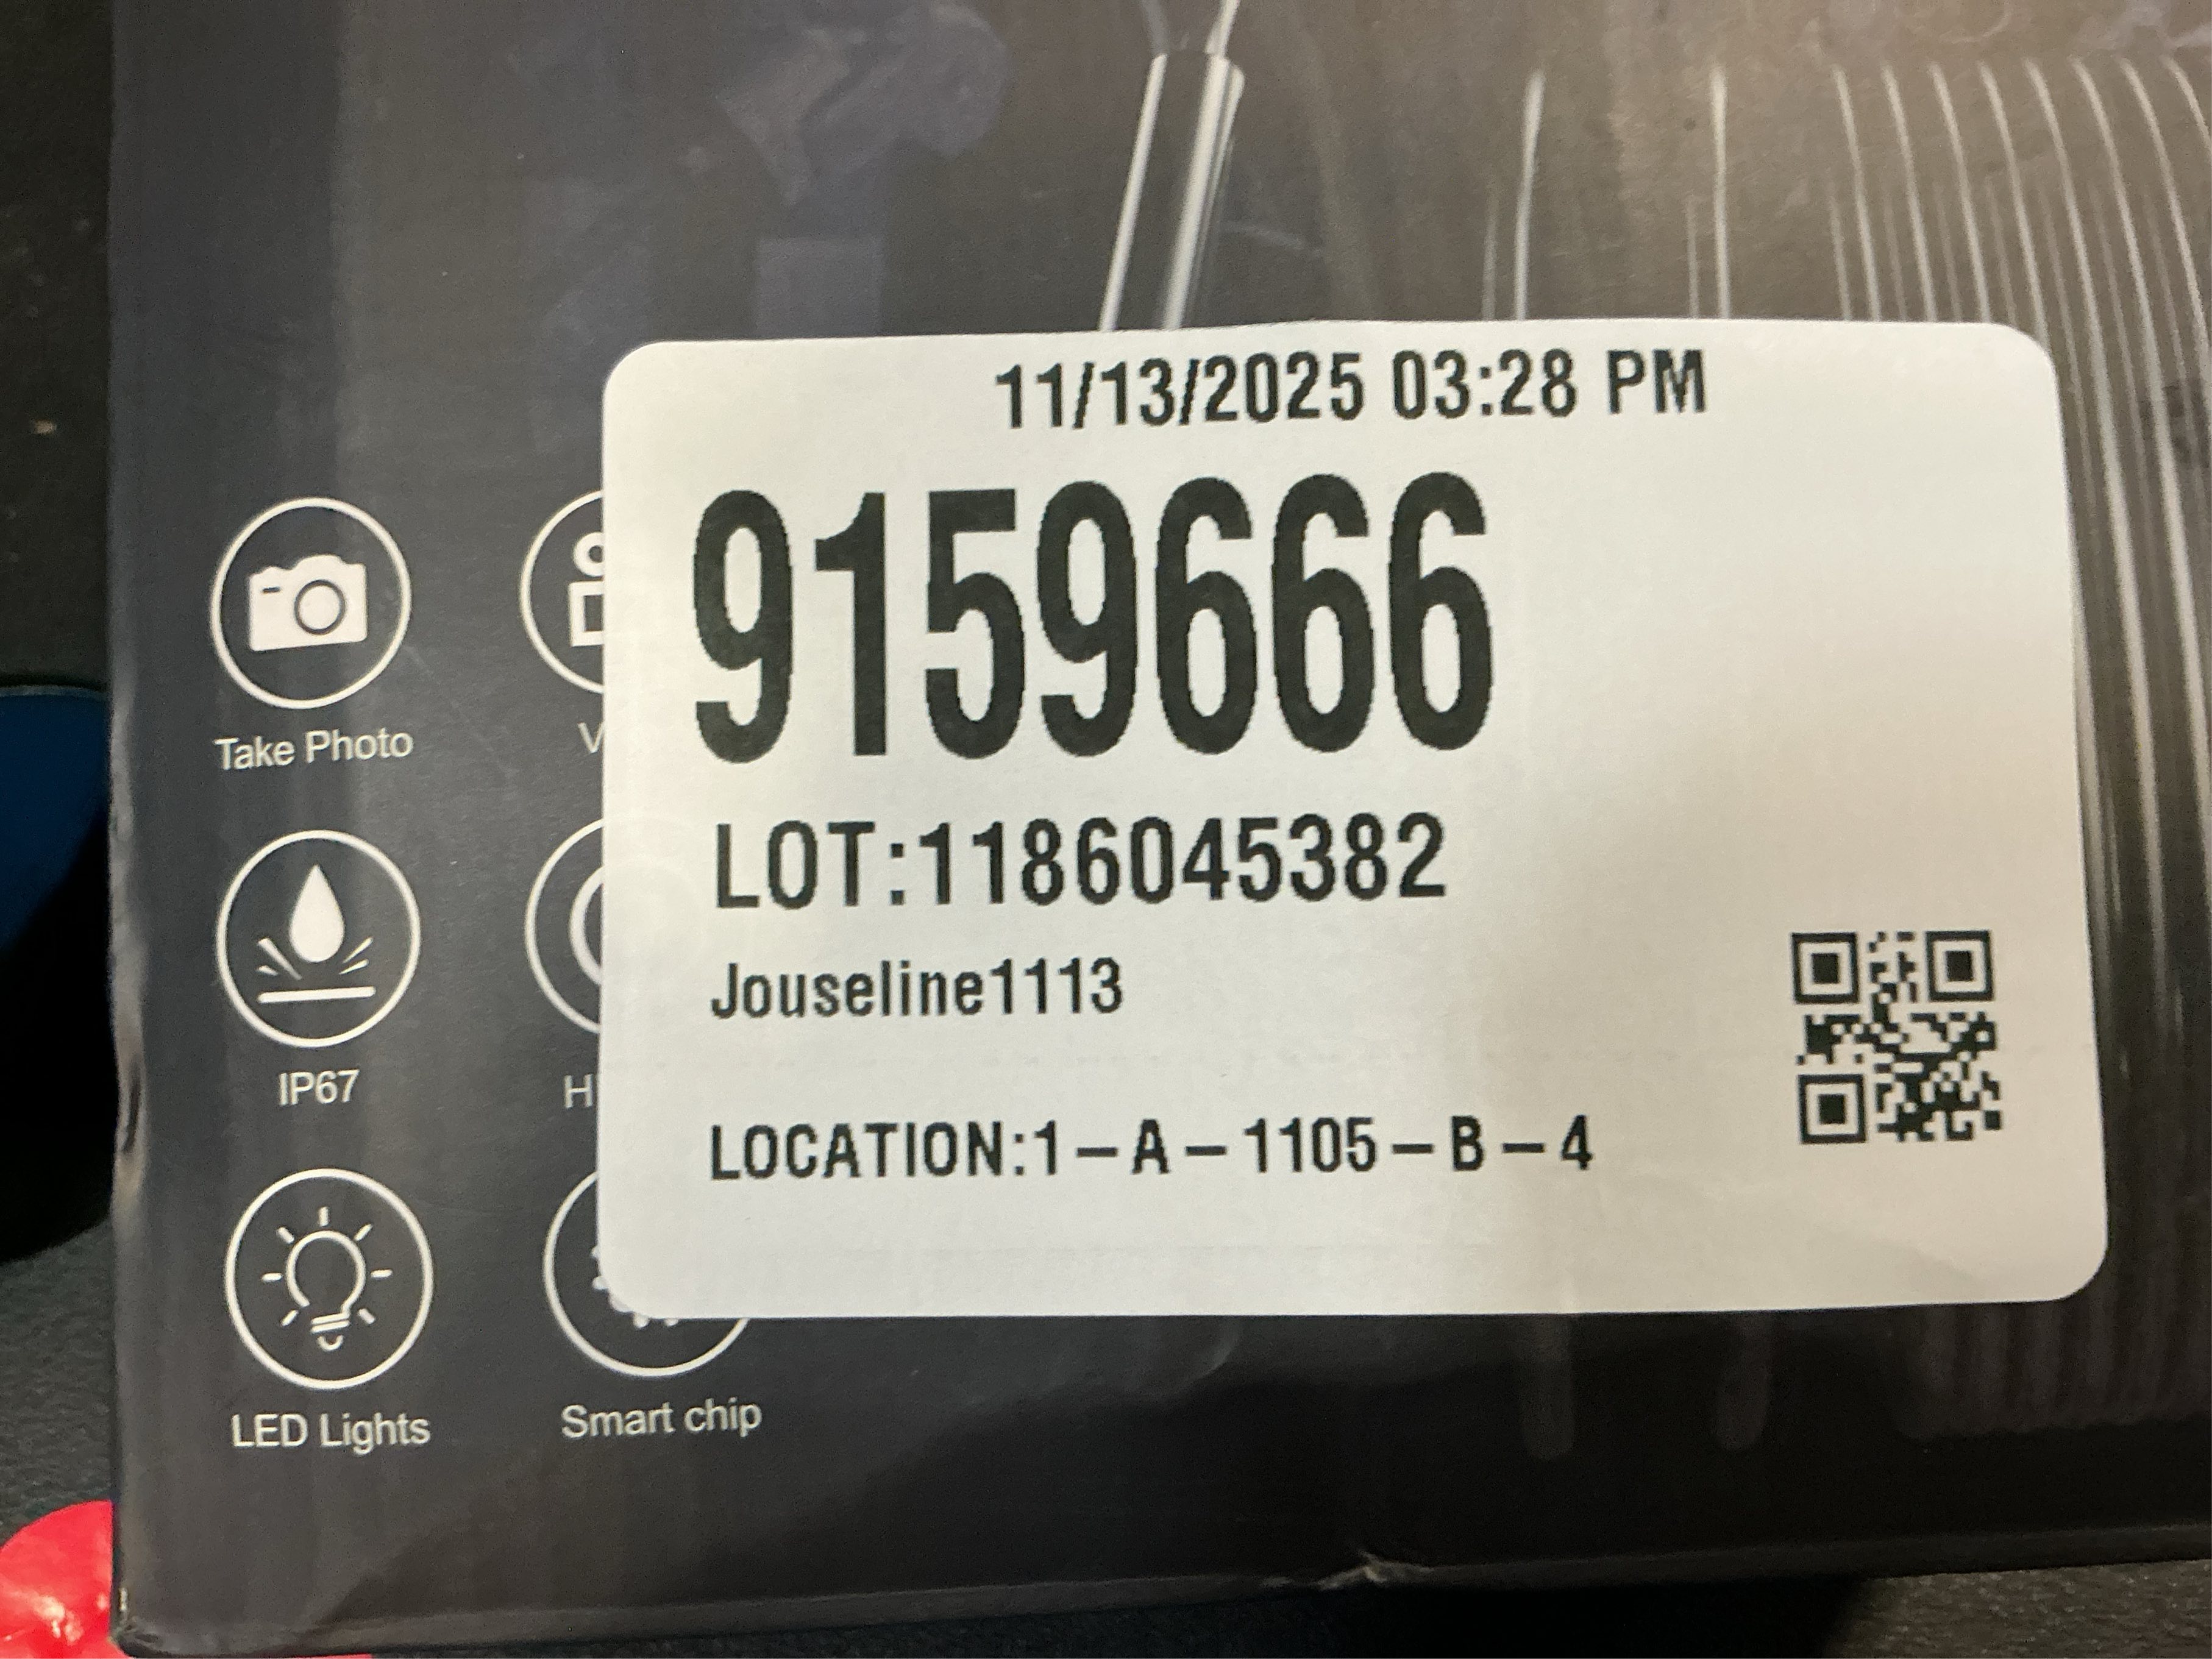 11/13/2025 03:28 PM
9159666
LOT:1186045382
Jouseline1113
LOCATION:1-A-1105-B-4
Take Photo
IP67
LED Lights
Smart chip